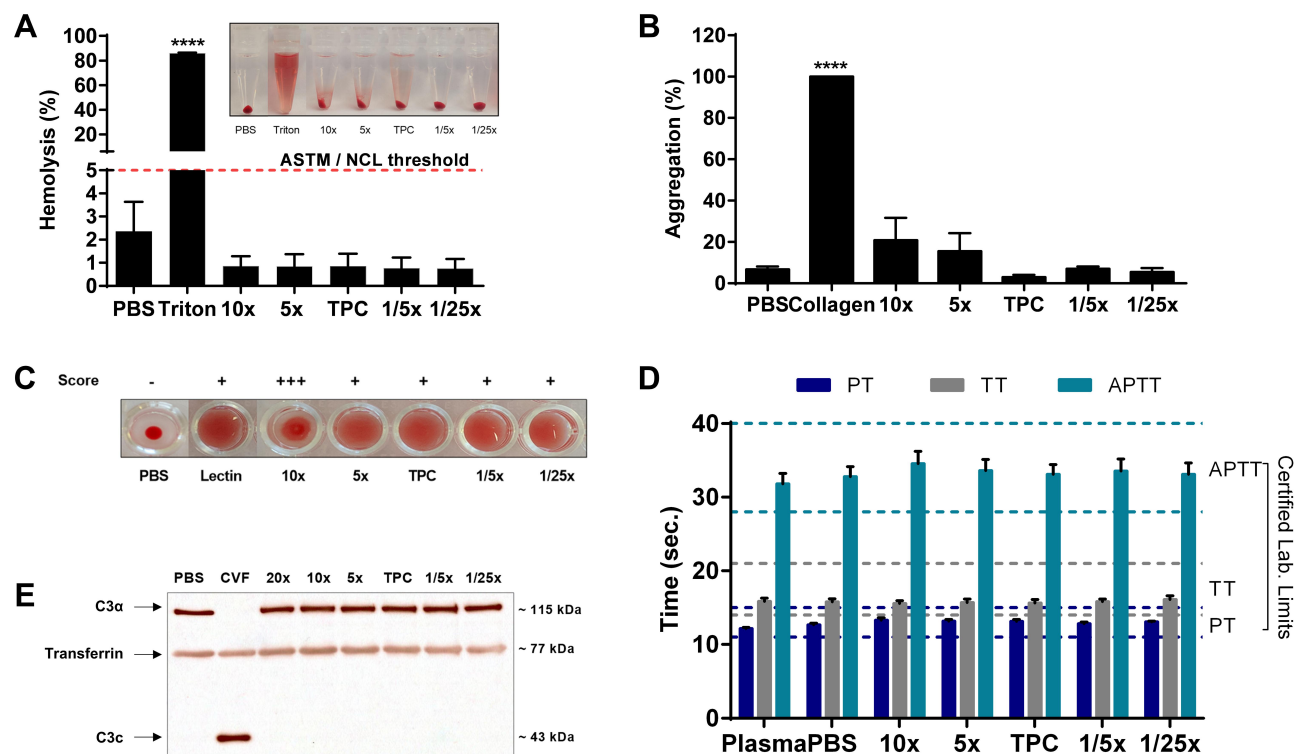 A
Hemolysis (%)
100
80
60
40
20
5
4
3
2
1
0
****
PBS Triton 10x 5x TPC 1/5x 1/25x
ASTM / NCL threshold
PBS Triton 10x 5x TPC 1/5x 1/25x
B
Aggregation (%)
120
100
80
60
40
20
0
****
PBS Collagen 10x 5x TPC 1/5x 1/25x
C
Score - + +++ + + + +
PBS Lectin 10x 5x TPC 1/5x 1/25x
D
PT TT APTT
Time (sec.)
40
30
20
10
0
APTT
TT
PT
Certified Lab. Limits
Plasma PBS 10x 5x TPC 1/5x 1/25x
E
PBS CVF 20x 10x 5x TPC 1/5x 1/25x
C3α ~ 115 kDa
Transferrin ~ 77 kDa
C3c ~ 43 kDa